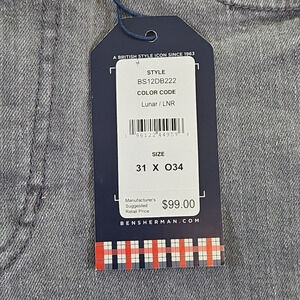 A BRITISH STYLE ICON SINCE 1963
STYLE
BS12DB222
COLOR CODE
Lunar / LNR
SIZE
31 X O34
Manufacturer's
Suggested
Retail Price
$99.00
BENSHERMAN.COM